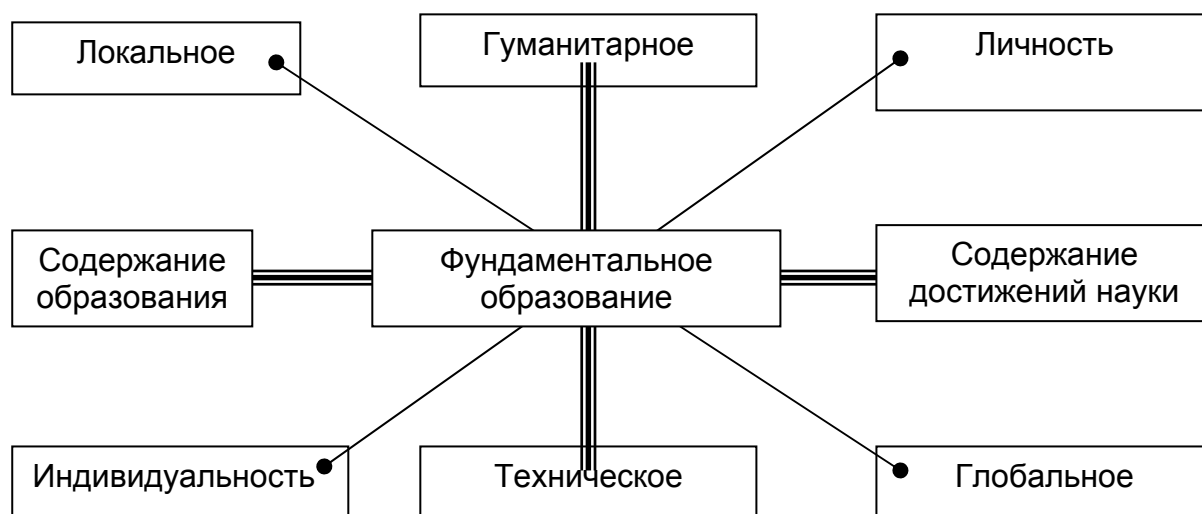 Локальное
Гуманитарное
Личность
Содержание
образования
Фундаментальное
образование
Содержание
достижений науки
Индивидуальность
Техническое
Глобальное